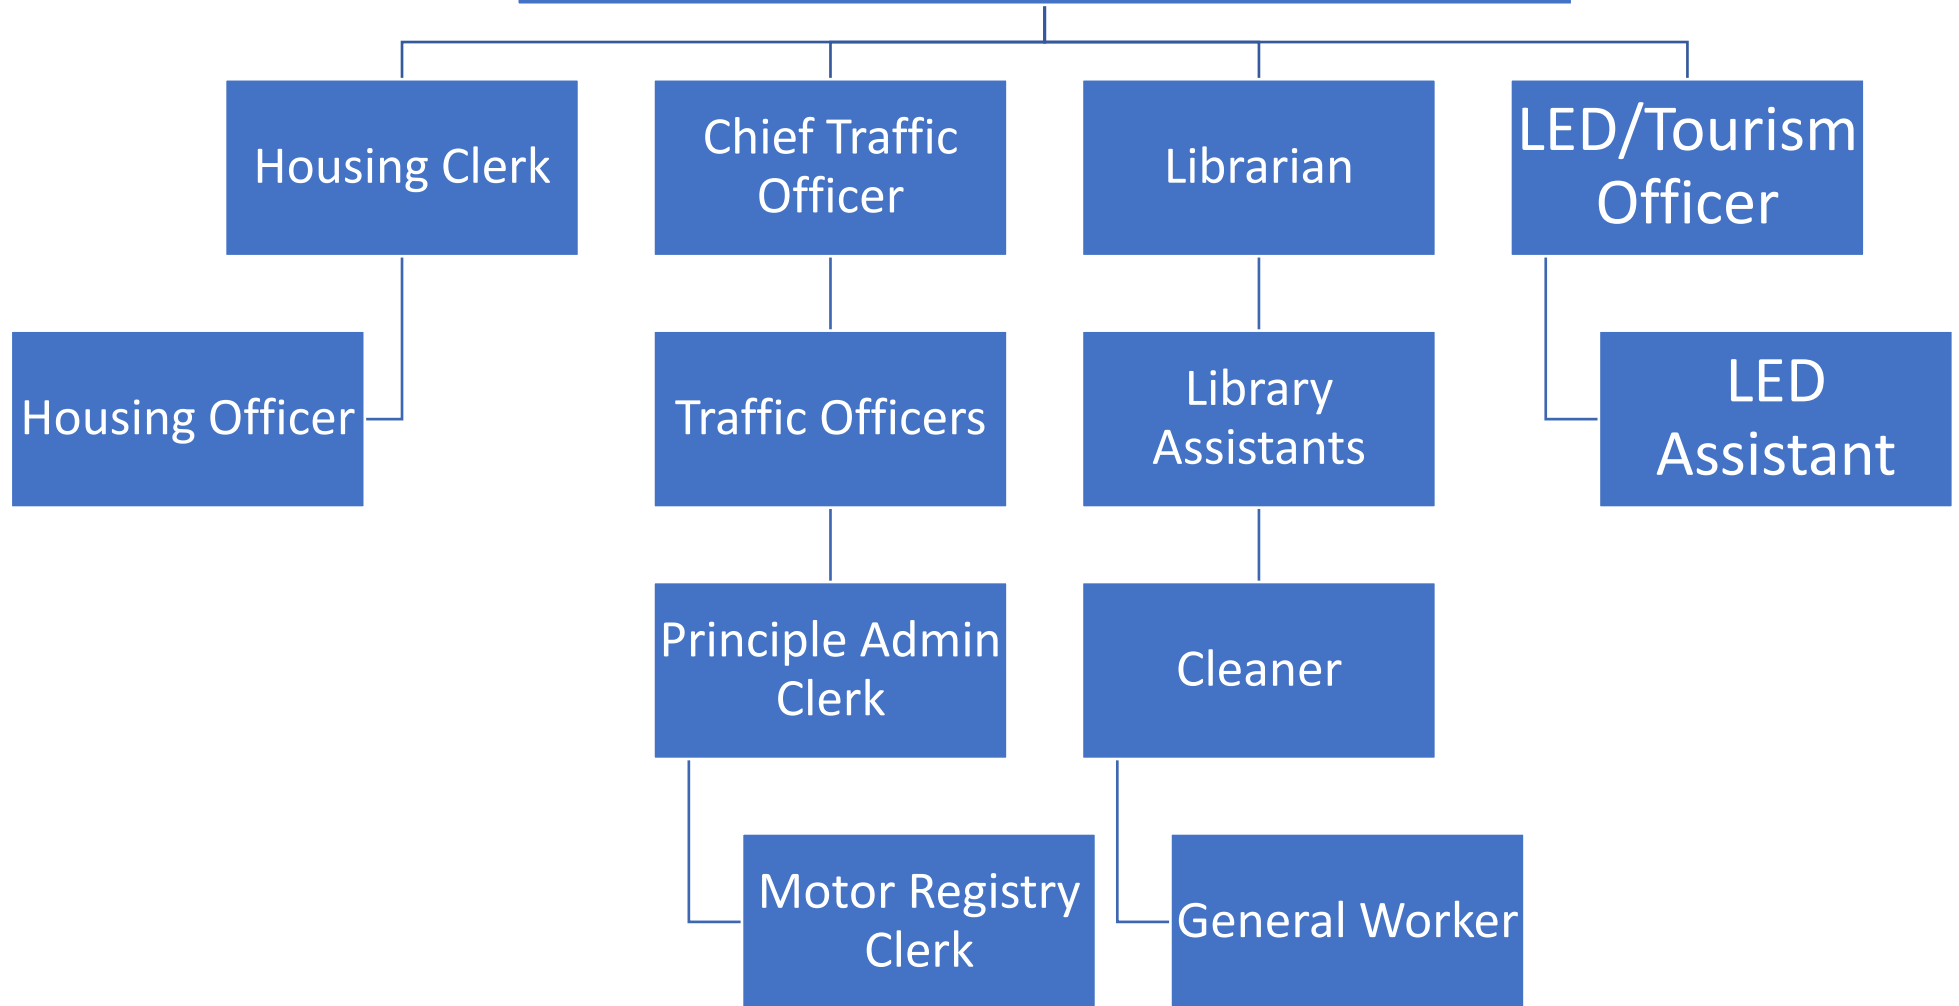 Housing Clerk
Chief Traffic
Officer
Librarian
LED/Tourism
Officer
Housing Officer
Traffic Officers
Library
Assistants
LED
Assistant
Principle Admin
Clerk
Cleaner
Motor Registry
Clerk
General Worker